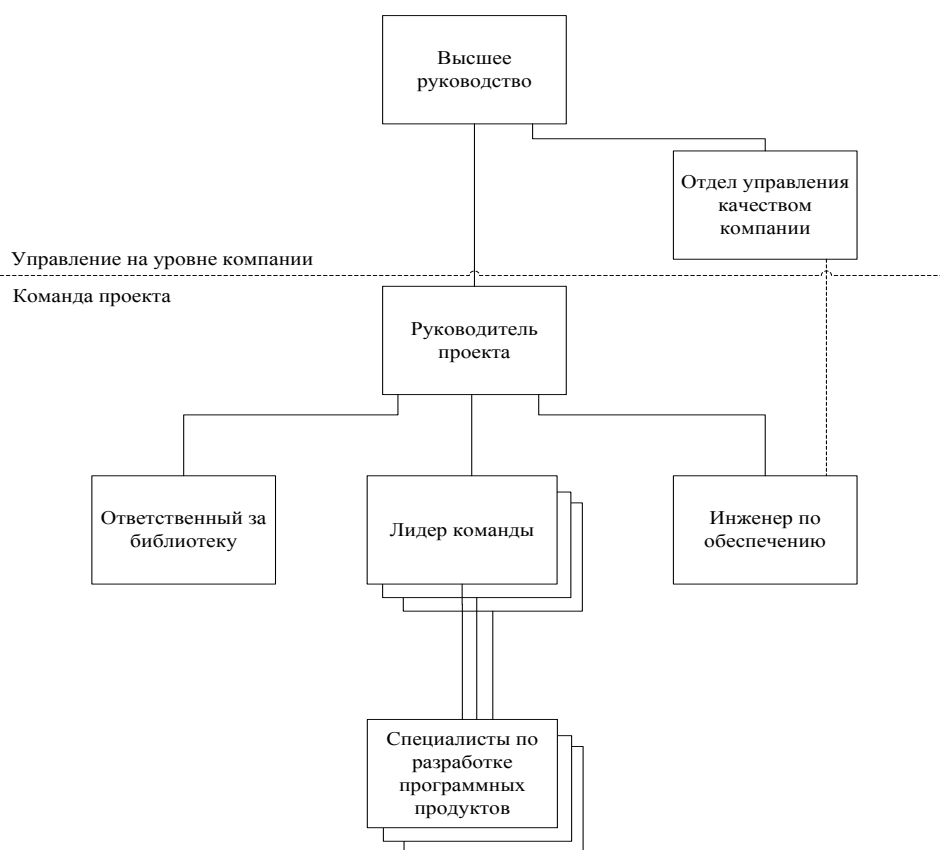 Высшее
руководство
Отдел управления
качеством
компании
Управление на уровне компании
Команда проекта
Руководитель
проекта
Ответственный за
библиотеку
Лидер команды
Инженер по
обеспечению
Специалисты по
разработке
программных
продуктов